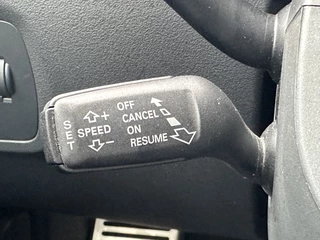 SET
SPEED
+
-
OFF
CANCEL
ON
RESUME